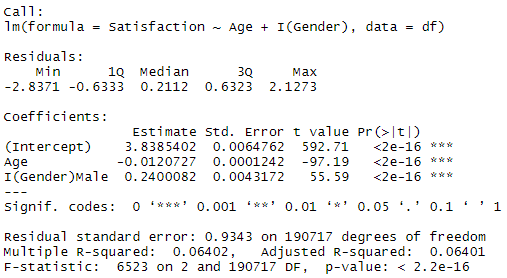 Call:
lm(formula = Satisfaction ~ Age + I(Gender), data = df)
Residuals:
    Min      1Q  Median      3Q     Max
-2.8371 -0.6333  0.2112  0.6323  2.1273
Coefficients:
                Estimate Std. Error t value Pr(>|t|)
(Intercept)    3.8385402  0.0064762  592.71   <2e-16 ***
Age           -0.0120727  0.0001242  -97.19   <2e-16 ***
I(Gender)Male  0.2400082  0.0043172   55.59   <2e-16 ***
---
Signif. codes:  0 ‘***’ 0.001 ‘**’ 0.01 ‘*’ 0.05 ‘.’ 0.1 ‘ ’ 1
Residual standard error: 0.9343 on 190717 degrees of freedom
Multiple R-squared:  0.06402,	Adjusted R-squared:  0.06401
F-statistic:  6523 on 2 and 190717 DF,  p-value: < 2.2e-16